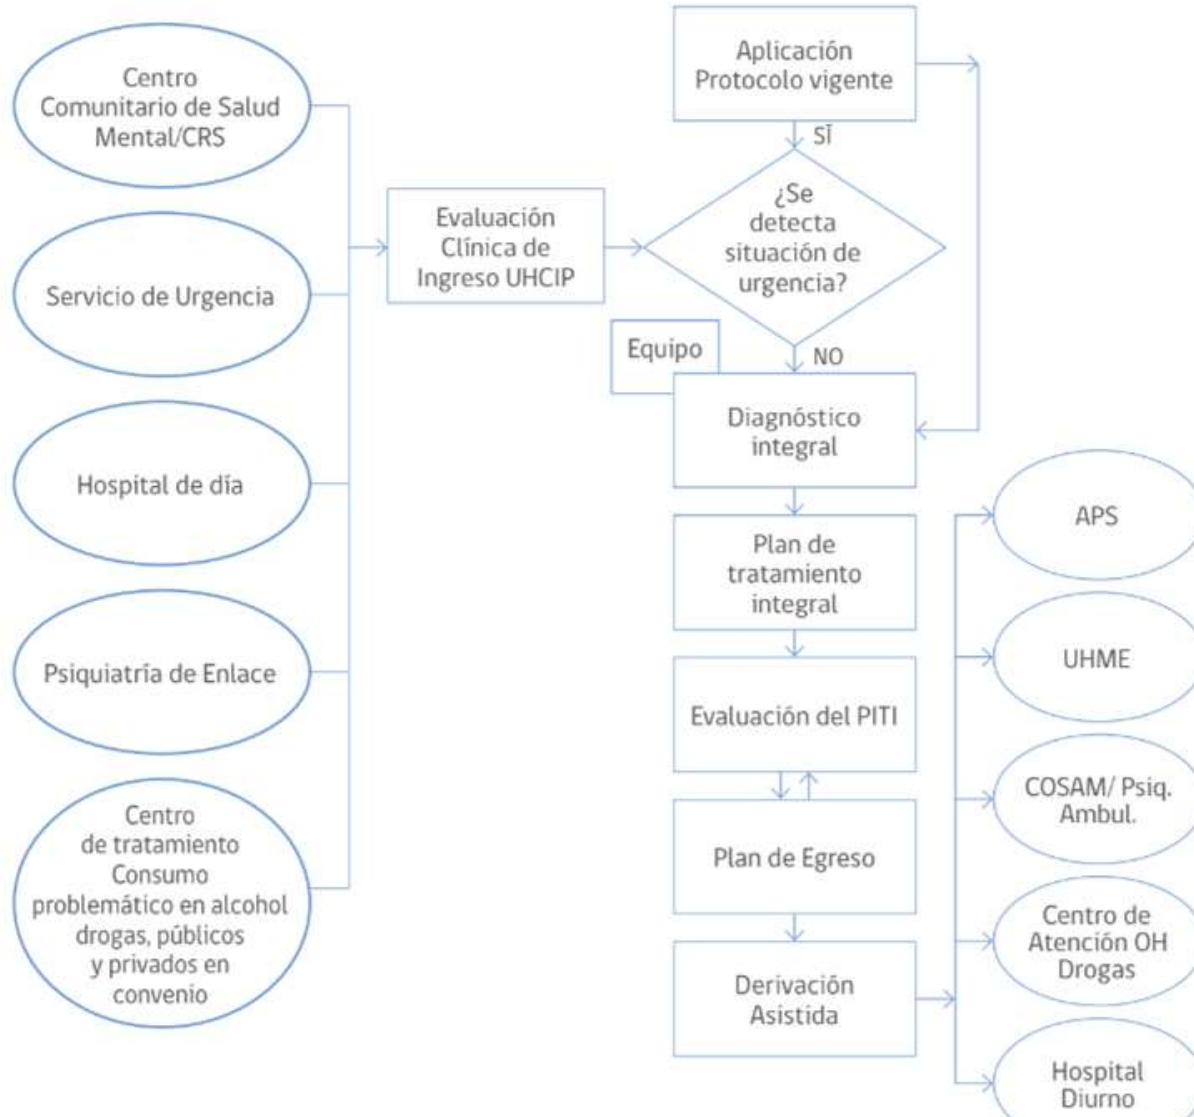 Centro
Comunitario de Salud
Mental/CRS
Servicio de Urgencia
Hospital de día
Psiquiatría de Enlace
Centro
de tratamiento
Consumo
problemático en alcohol
drogas, públicos
y privados en
convenio
Evaluación
Clínica de
Ingreso UHCIP
Aplicación
Protocolo vigente
SÍ
¿Se
detecta
situación de
urgencia?
NO
Equipo
Diagnóstico
integral
Plan de
tratamiento
integral
Evaluación del PITI
Plan de Egreso
Derivación
Asistida
APS
UHME
COSAM/ Psiq.
Ambul.
Centro de
Atención OH
Drogas
Hospital
Diurno